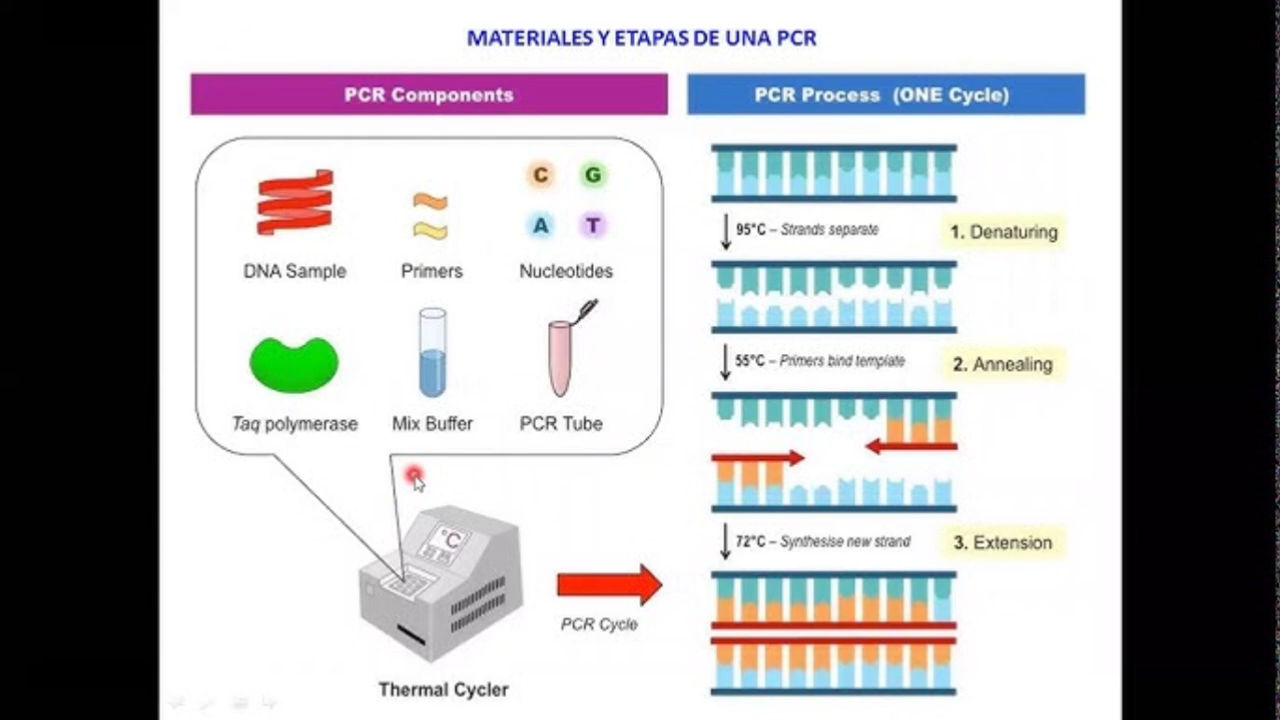 MATERIALES Y ETAPAS DE UNA PCR
PCR Components
C G
A T
DNA Sample Primers Nucleotides
Taq polymerase Mix Buffer PCR Tube
°C
Thermal Cycler
PCR Cycle
PCR Process (ONE Cycle)
95°C – Strands separate 1. Denaturing
55°C – Primers bind template 2. Annealing
72°C – Synthesise new strand 3. Extension